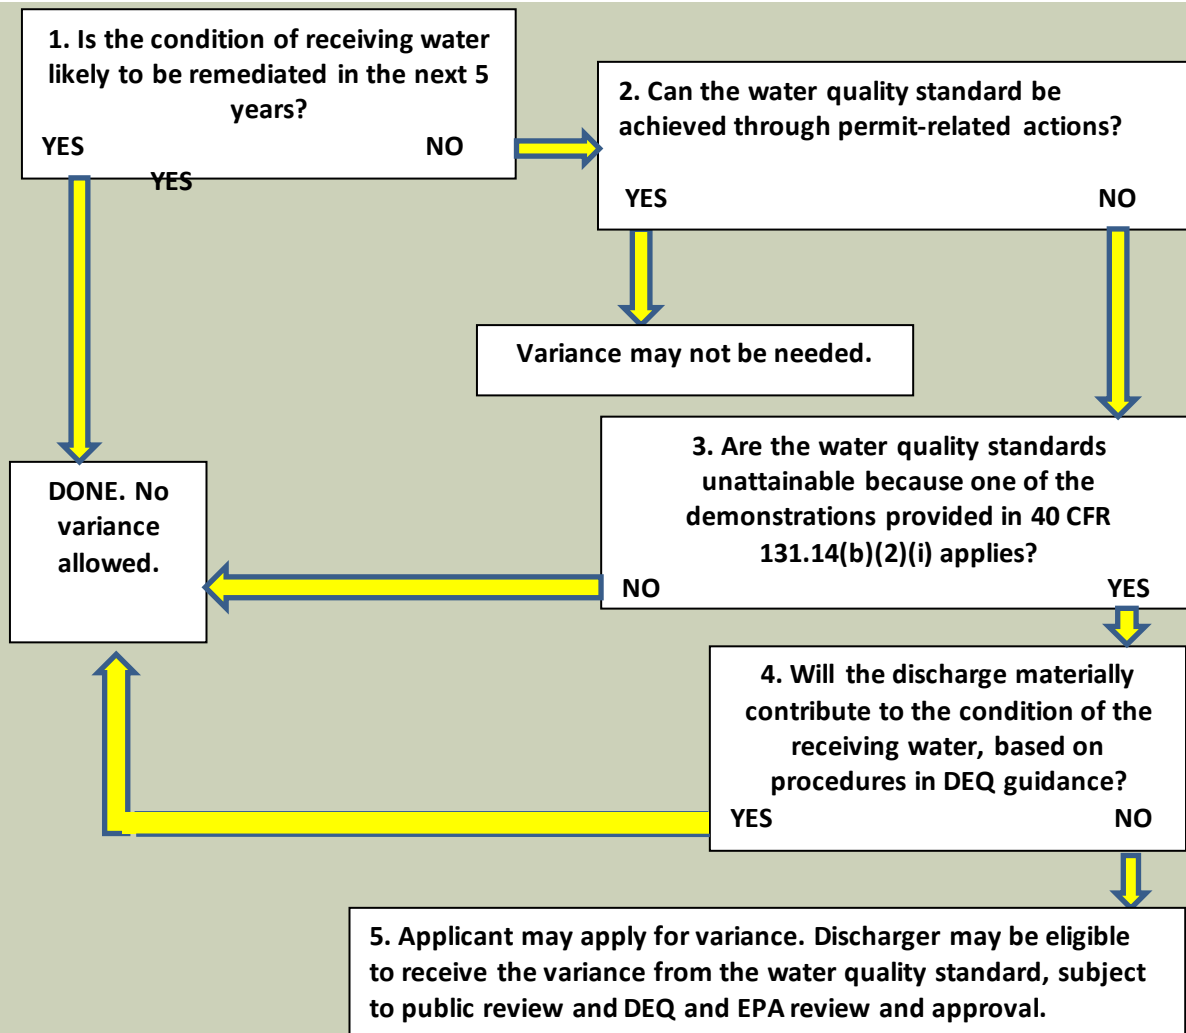 1. Is the condition of receiving water
likely to be remediated in the next 5
years?
YES NO
YES
2. Can the water quality standard be
achieved through permit-related actions?
YES NO
Variance may not be needed.
3. Are the water quality standards
unattainable because one of the
demonstrations provided in 40 CFR
131.14(b)(2)(i) applies?
NO YES
DONE. No
variance
allowed.
4. Will the discharge materially
contribute to the condition of the
receiving water, based on
procedures in DEQ guidance?
YES NO
5. Applicant may apply for variance. Discharger may be eligible
to receive the variance from the water quality standard, subject
to public review and DEQ and EPA review and approval.